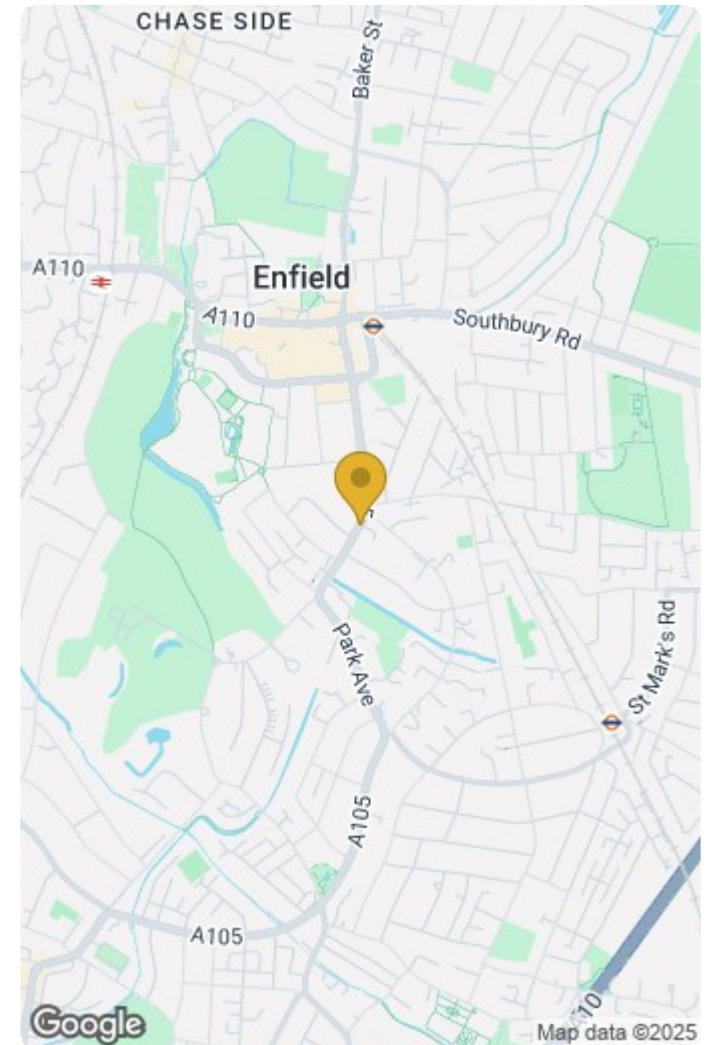 CHASE SIDE
Baker St
A110
Enfield
A110
Southbury Rd
Park Ave
St Mark's Rd
A105
A105
A10
Google
Map data ©2025